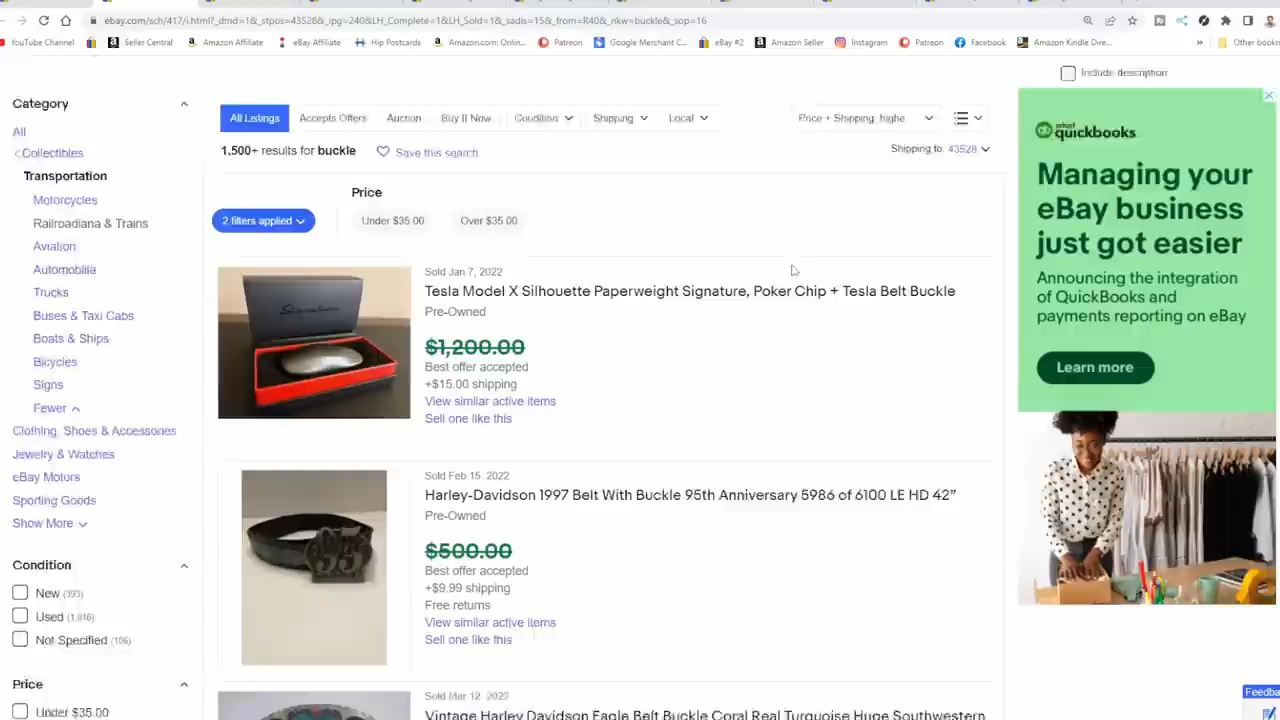 ebay.com/sch/417/i.html?_dmd=1&_stpos=43528&_ipg=240&LH_Complete=1&LH_Sold=1&_sadis=15&_from=R40&_nkw=buckle&_sop=16
YouTube Channel
Seller Central
Amazon Affiliate
eBay Affiliate
Hip Postcards
Amazon.com: Onlin...
Patreon
Google Merchant C...
eBay #2
Amazon Seller
Instagram
Patreon
Facebook
Amazon Kindle Dire...
»
Other book
Include description
Category
All
Collectibles
Transportation
Motorcycles
Railroadiana & Trains
Aviation
Automobilia
Trucks
Buses & Taxi Cabs
Boats & Ships
Bicycles
Signs
Fewer
Clothing, Shoes & Accessories
Jewelry & Watches
eBay Motors
Sporting Goods
Show More
Condition
New (393)
Used (1,816)
Not Specified (106)
Price
Under $35.00
All Listings Accepts Offers Auction Buy It Now Condition Shipping Local
Price + Shipping: highe
1,500+ results for buckle Save this search
Shipping to: 43528
Price
2 filters applied Under $35.00 Over $35.00
Sold Jan 7, 2022
Tesla Model X Silhouette Paperweight Signature, Poker Chip + Tesla Belt Buckle
Pre-Owned
$1,200.00
Best offer accepted
+$15.00 shipping
View similar active items
Sell one like this
Sold Feb 15, 2022
Harley-Davidson 1997 Belt With Buckle 95th Anniversary 5986 of 6100 LE HD 42”
Pre-Owned
$500.00
Best offer accepted
+$9.99 shipping
Free returns
View similar active items
Sell one like this
Sold Mar 12, 2022
Vintage Harley Davidson Eagle Belt Buckle Coral Real Turquoise Huge Southwestern
intuit
quickbooks
Managing your
eBay business
just got easier
Announcing the integration
of QuickBooks and
payments reporting on eBay
Learn more
Feedba